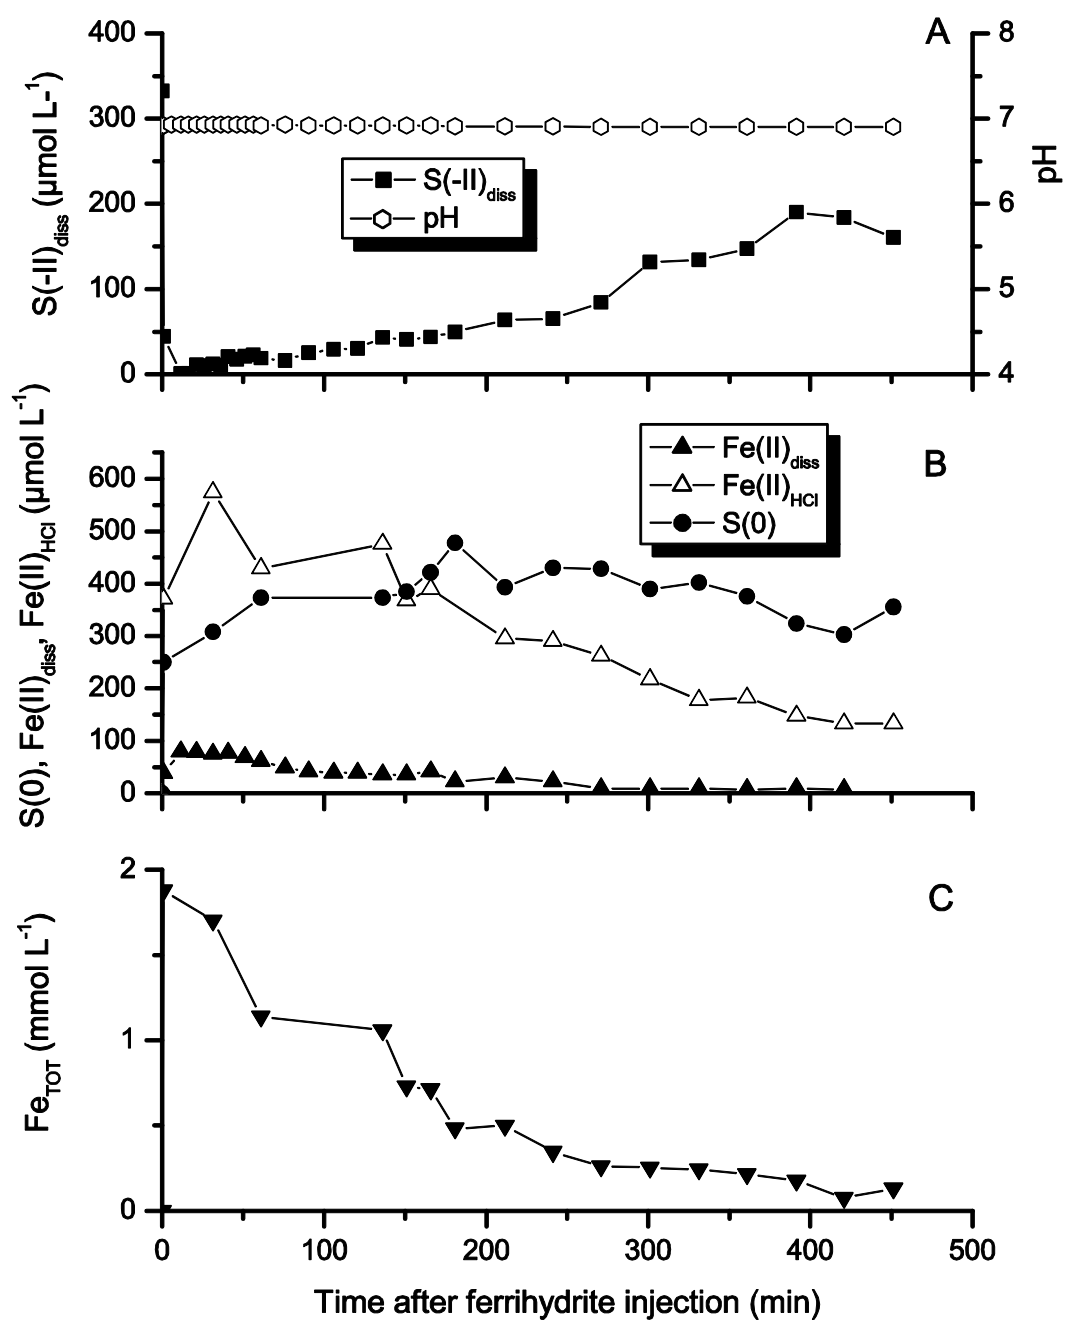 A
S(-II)diss (µmol L-¹)
400
300
200
100
0
8
7
6
5
4
pH
S(-II)diss
pH
B
S(0), Fe(II)diss, Fe(II)HCl (µmol L⁻¹)
600
500
400
300
200
100
0
Fe(II)diss
Fe(II)HCl
S(0)
C
FeTOT (mmol L⁻¹)
2
1
0
0 100 200 300 400 500
Time after ferrihydrite injection (min)